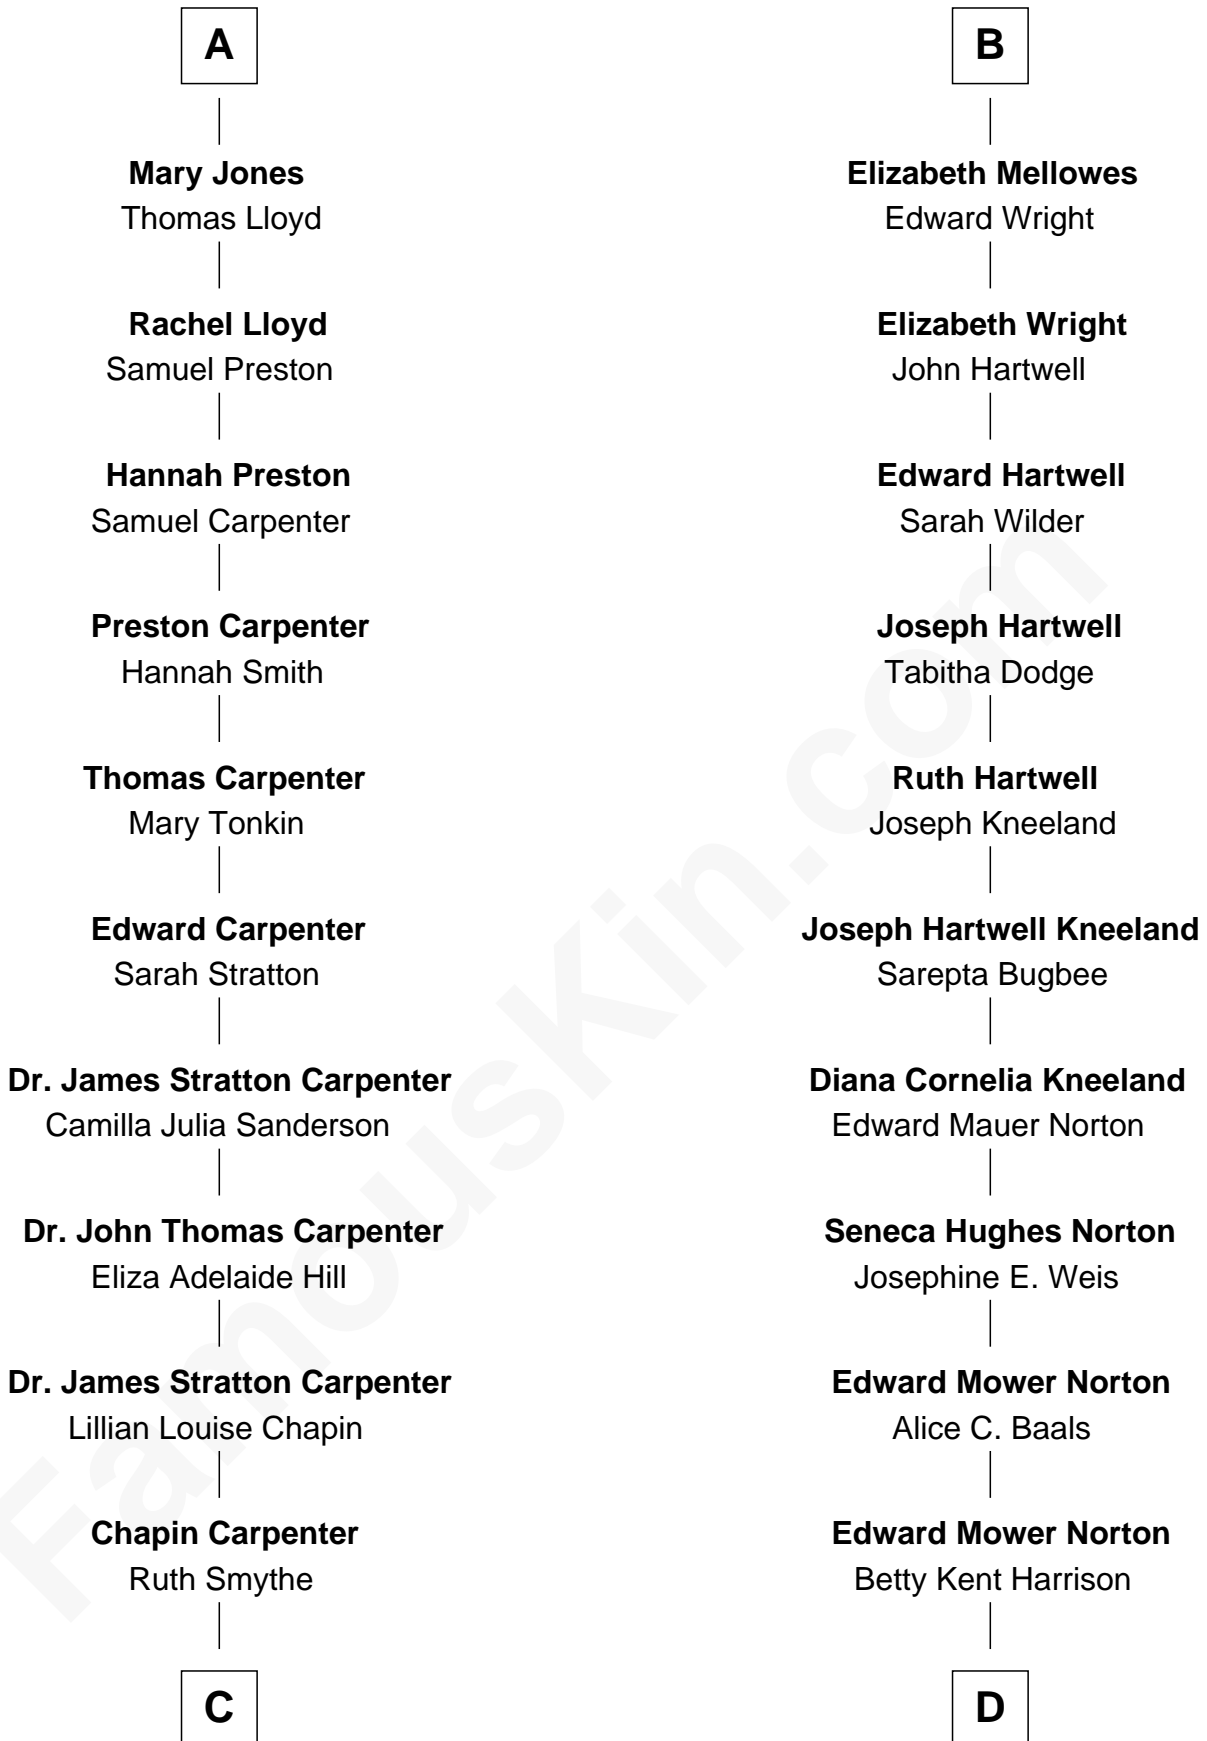 A
Mary Jones
Thomas Lloyd
Rachel Lloyd
Samuel Preston
Hannah Preston
Samuel Carpenter
Preston Carpenter
Hannah Smith
Thomas Carpenter
Mary Tonkin
Edward Carpenter
Sarah Stratton
Dr. James Stratton Carpenter
Camilla Julia Sanderson
Dr. John Thomas Carpenter
Eliza Adelaide Hill
Dr. James Stratton Carpenter
Lillian Louise Chapin
Chapin Carpenter
Ruth Smythe
C
B
Elizabeth Mellowes
Edward Wright
Elizabeth Wright
John Hartwell
Edward Hartwell
Sarah Wilder
Joseph Hartwell
Tabitha Dodge
Ruth Hartwell
Joseph Kneeland
Joseph Hartwell Kneeland
Sarepta Bugbee
Diana Cornelia Kneeland
Edward Mauer Norton
Seneca Hughes Norton
Josephine E. Weis
Edward Mower Norton
Alice C. Baals
Edward Mower Norton
Betty Kent Harrison
D
FamousKin.com